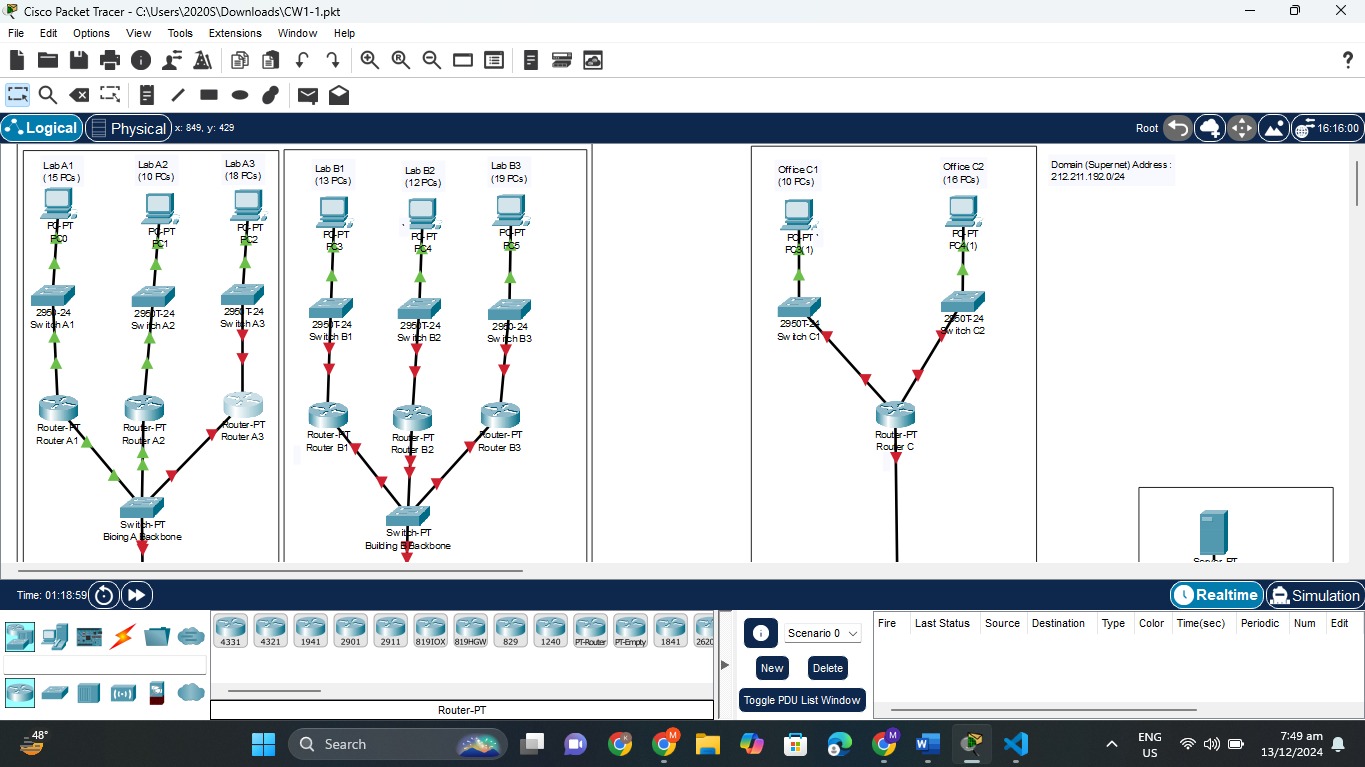 Cisco Packet Tracer - C:\Users\2020S\Downloads\CW1-1.pkt
File Edit Options View Tools Extensions Window Help
Logical Physical x: 849, y: 429 Root 16:16:00
Lab A1
(15 PCs)
Lab A2
(10 PCs)
Lab A3
(18 PCs)
Lab B1
(13 PCs)
Lab B2
(12 PCs)
Lab B3
(19 PCs)
Office C1
(10 PCs)
Office C2
(16 PCs)
Domain (Supernet) Address :
212.211.192.0/24
PC-PT
PC0
PC-PT
PC1
PC-PT
PC2
PC-PT
PC3
PC-PT
PC4
PC-PT
PC5
PC-PT
PC3(1)
PC-PT
PC4(1)
2950-24
Switch A1
2950T-24
Switch A2
2950T-24
Switch A3
2950T-24
Switch B1
2950T-24
Switch B2
2950-24
Switch B3
2950T-24
Switch C1
2950T-24
Switch C2
Router-PT
Router A1
Router-PT
Router A2
Router-PT
Router A3
Router-PT
Router B1
Router-PT
Router B2
Router-PT
Router B3
Router-PT
Router C
Switch-PT
Bioing A Backbone
Switch-PT
Building B Backbone
Server-PT
Time: 01:18:59 Realtime Simulation
4331 4321 1941 2901 2911 819IOX 819HGW 829 1240 PT-Router PT-Empty 1841 2620
Router-PT
Scenario 0
New Delete
Toggle PDU List Window
Fire Last Status Source Destination Type Color Time(sec) Periodic Num Edit
48°
Search
ENG
US
7:49 am
13/12/2024